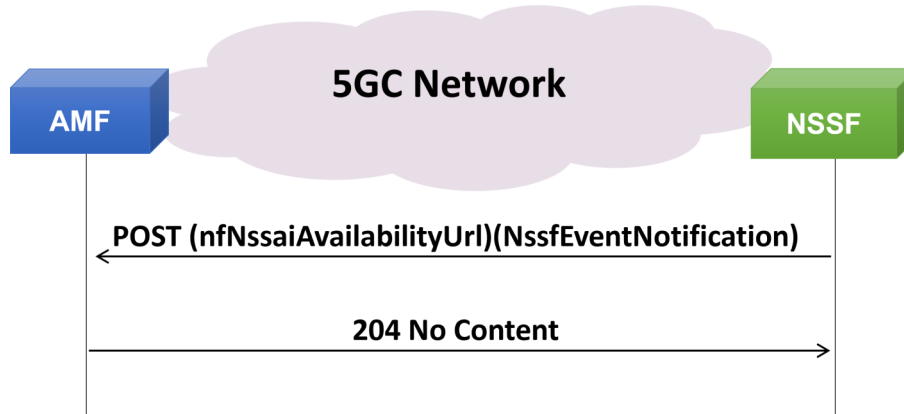 5GC Network
AMF
NSSF
POST (nfNssaiAvailabilityUrl)(NssfEventNotification)
204 No Content